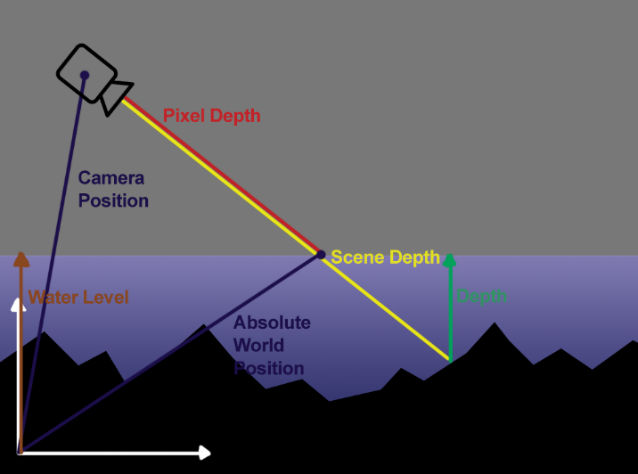 Pixel Depth
Camera
Position
Scene Depth
Water Level
Depth
Absolute
World
Position